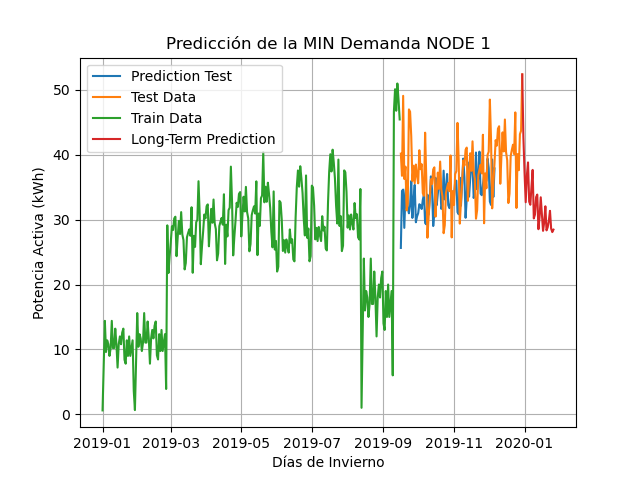 Predicción de la MIN Demanda NODE 1
Prediction Test
Test Data
Train Data
Long-Term Prediction
Potencia Activa (kWh)
50
40
30
20
10
0
2019-01 2019-03 2019-05 2019-07 2019-09 2019-11 2020-01
Días de Invierno